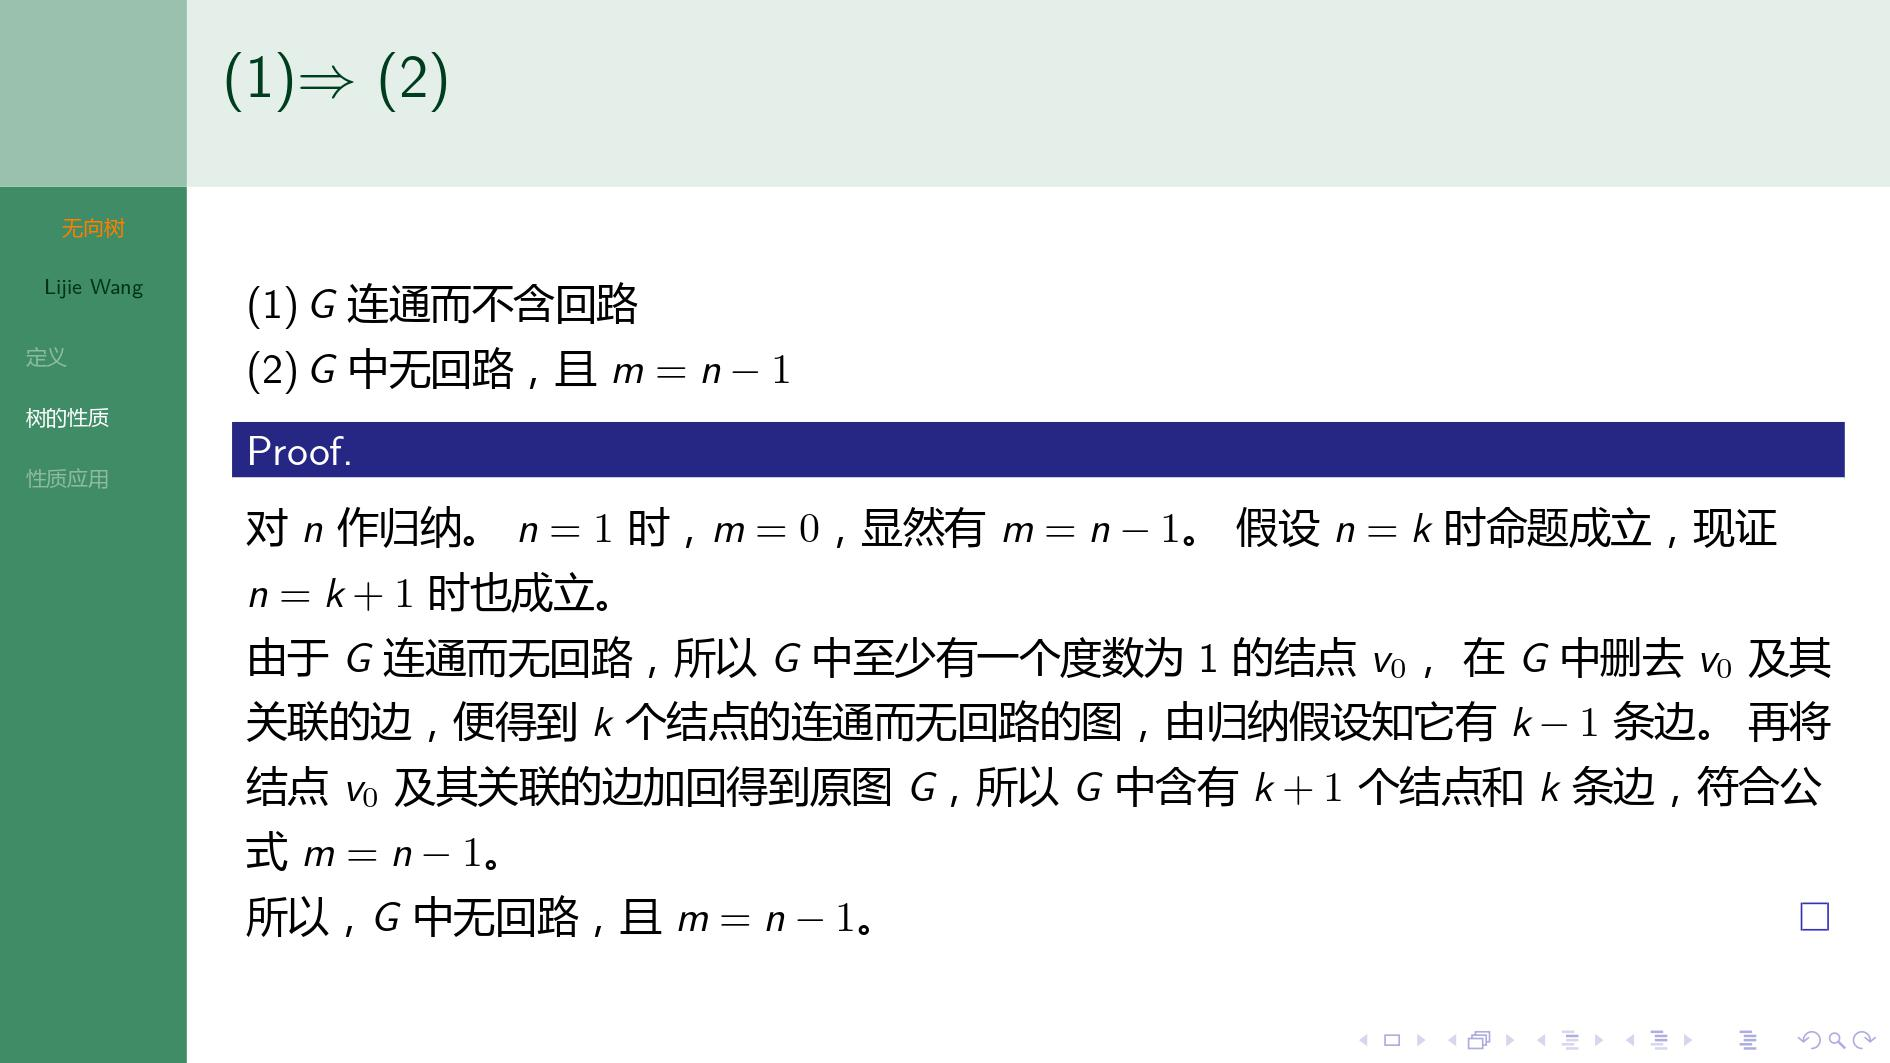 (1)⇒ (2)
无向树
Lijie Wang
定义
树的性质
性质应用
(1) G 连通而不含回路
(2) G 中无回路，且 m = n − 1
Proof.
对 n 作归纳。 n = 1 时，m = 0，显然有 m = n − 1。 假设 n = k 时命题成立，现证
n = k + 1 时也成立。
由于 G 连通而无回路，所以 G 中至少有一个度数为 1 的结点 v₀， 在 G 中删去 v₀ 及其
关联的边，便得到 k 个结点的连通而无回路的图，由归纳假设知它有 k − 1 条边。 再将
结点 v₀ 及其关联的边加回得到原图 G，所以 G 中含有 k + 1 个结点和 k 条边，符合公
式 m = n − 1。
所以，G 中无回路，且 m = n − 1。